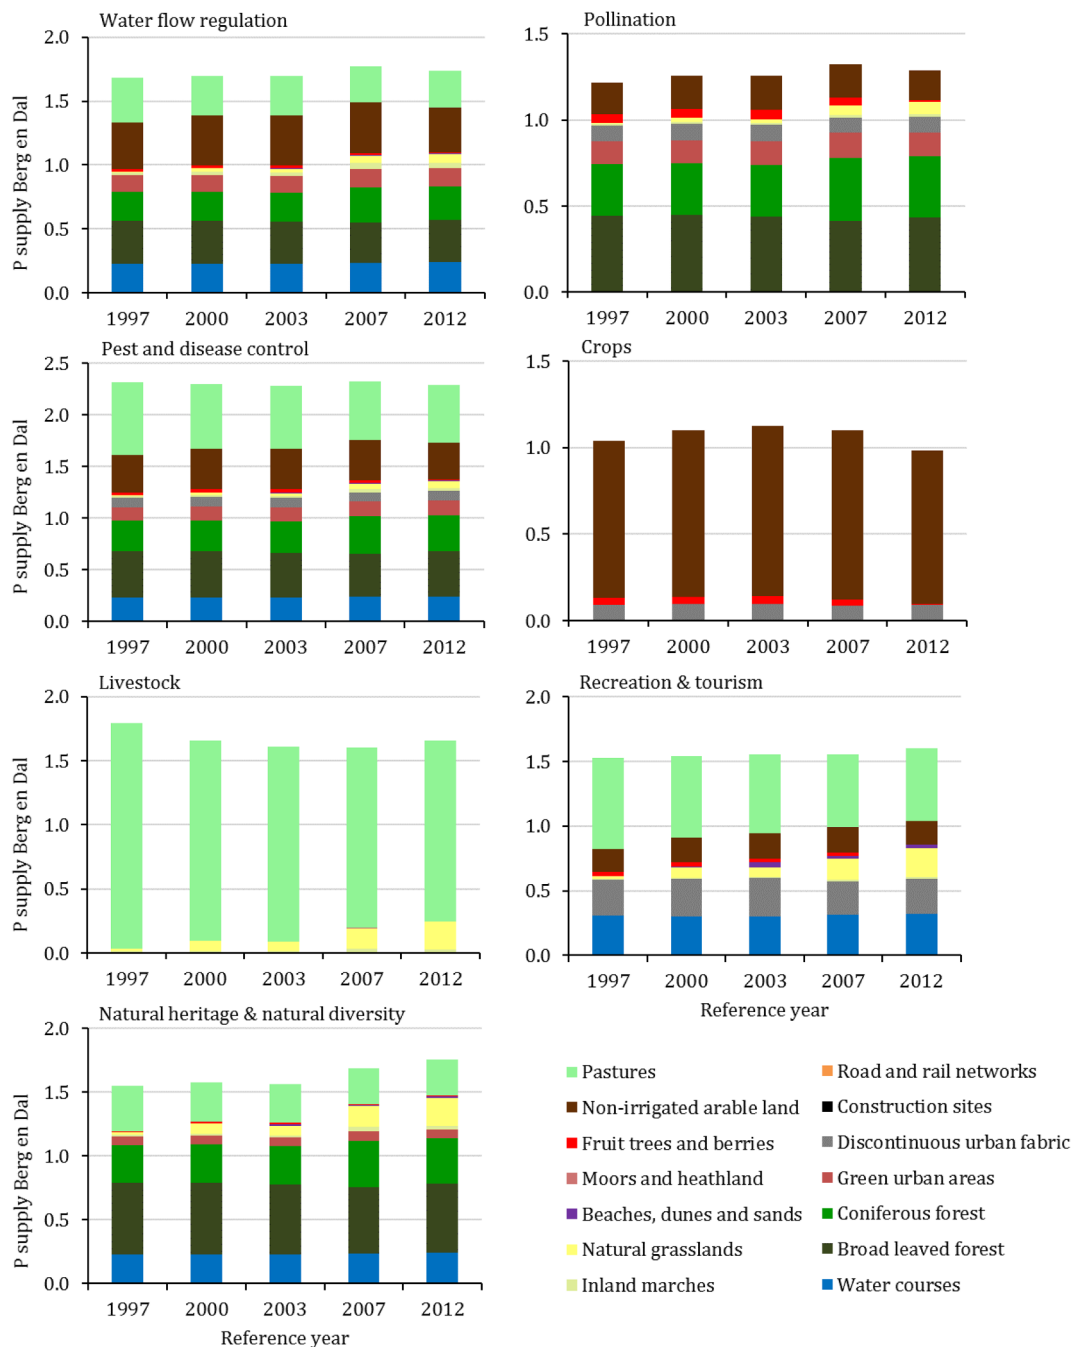 Water flow regulation
P supply Berg en Dal
2.0
1.5
1.0
0.5
0.0
1997 2000 2003 2007 2012
Pollination
1.5
1.0
0.5
0.0
1997 2000 2003 2007 2012
Pest and disease control
P supply Berg en Dal
2.5
2.0
1.5
1.0
0.5
0.0
1997 2000 2003 2007 2012
Crops
1.5
1.0
0.5
0.0
1997 2000 2003 2007 2012
Livestock
P supply Berg en Dal
2.0
1.5
1.0
0.5
0.0
1997 2000 2003 2007 2012
Recreation & tourism
2.0
1.5
1.0
0.5
0.0
1997 2000 2003 2007 2012
Reference year
Natural heritage & natural diversity
P supply Berg en Dal
2.0
1.5
1.0
0.5
0.0
1997 2000 2003 2007 2012
Reference year
Pastures
Non-irrigated arable land
Fruit trees and berries
Moors and heathland
Beaches, dunes and sands
Natural grasslands
Inland marches
Road and rail networks
Construction sites
Discontinuous urban fabric
Green urban areas
Coniferous forest
Broad leaved forest
Water courses